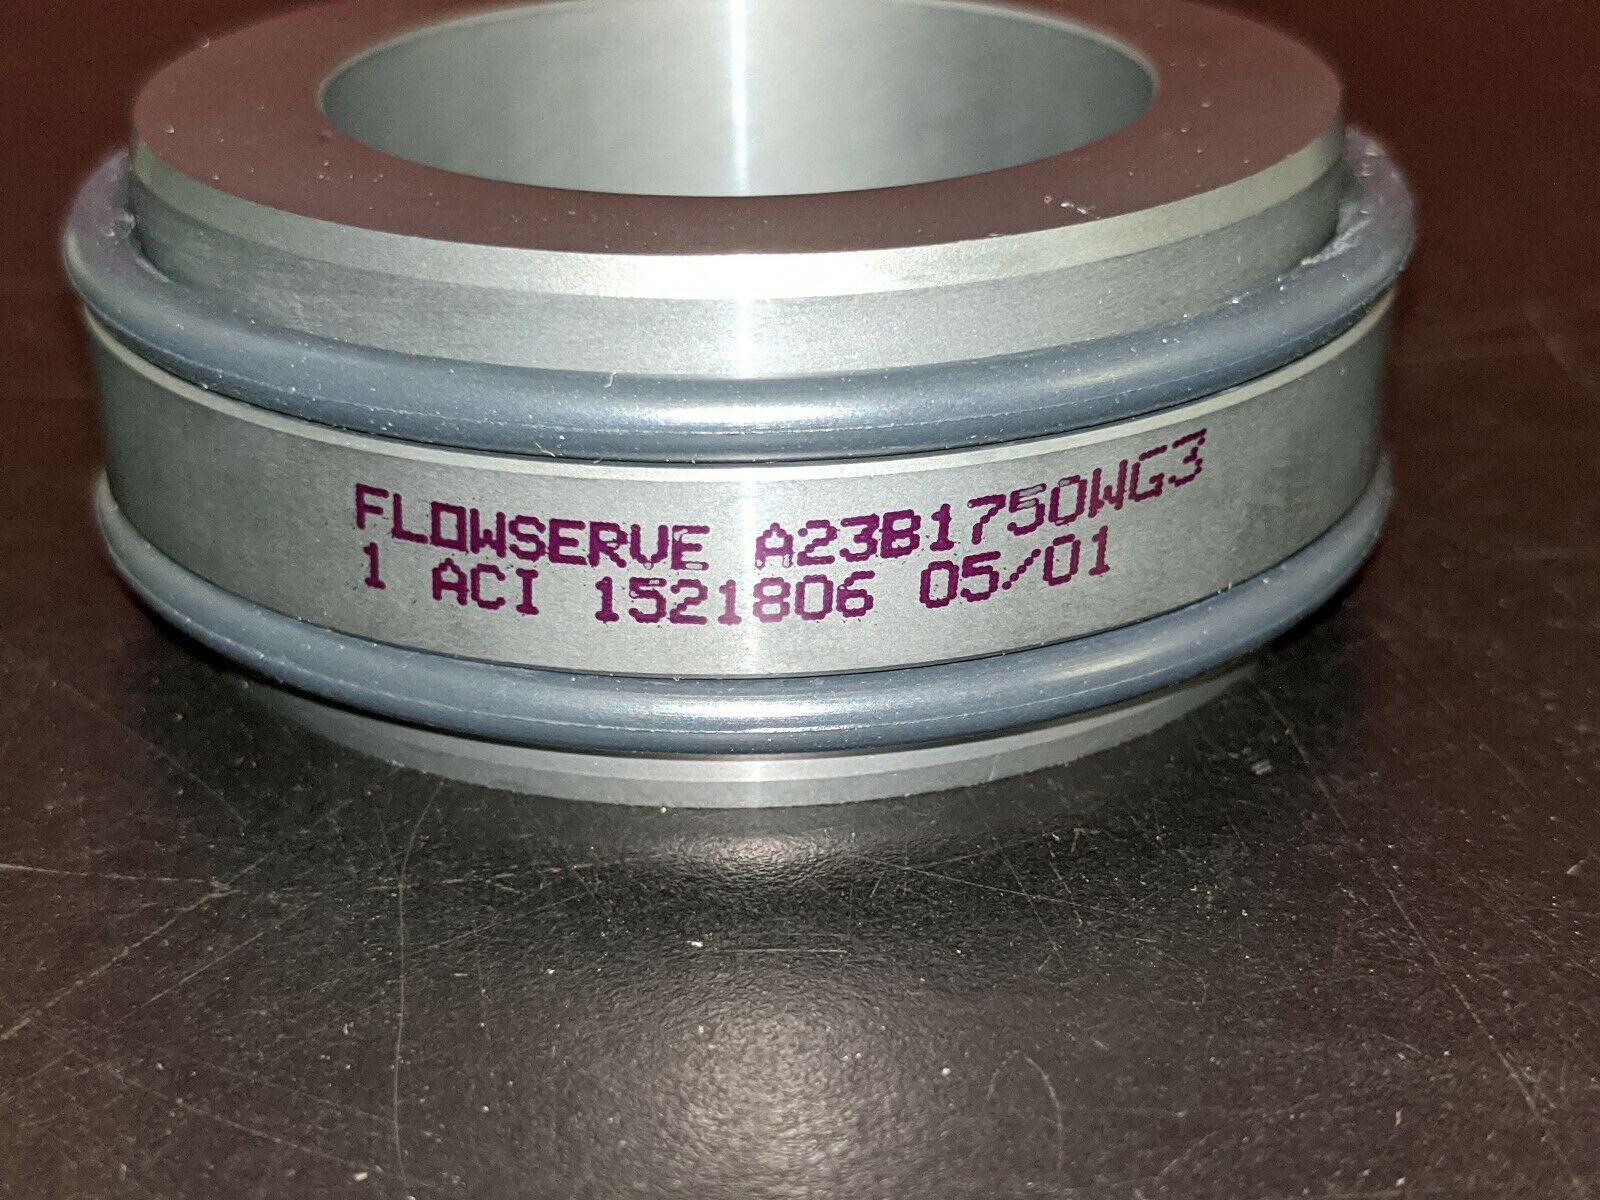 FLOWSERVE A23B1750WG3
1 ACI 1521806 05/01